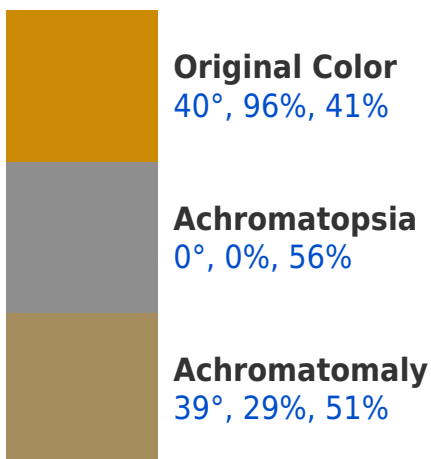 Original Color
40°, 96%, 41%
Achromatopsia
0°, 0%, 56%
Achromatomaly
39°, 29%, 51%